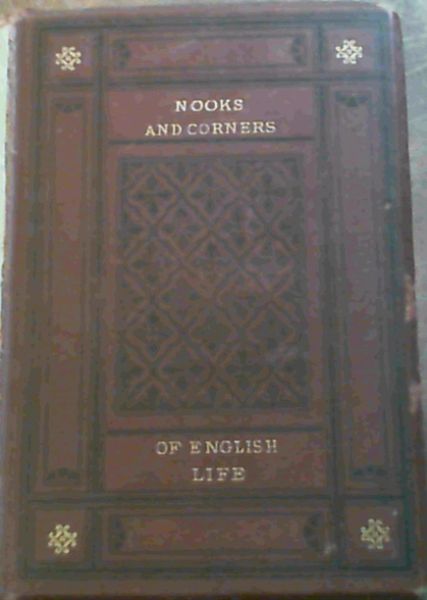 NOOKS
AND CORNERS
OF ENGLISH
LIFE